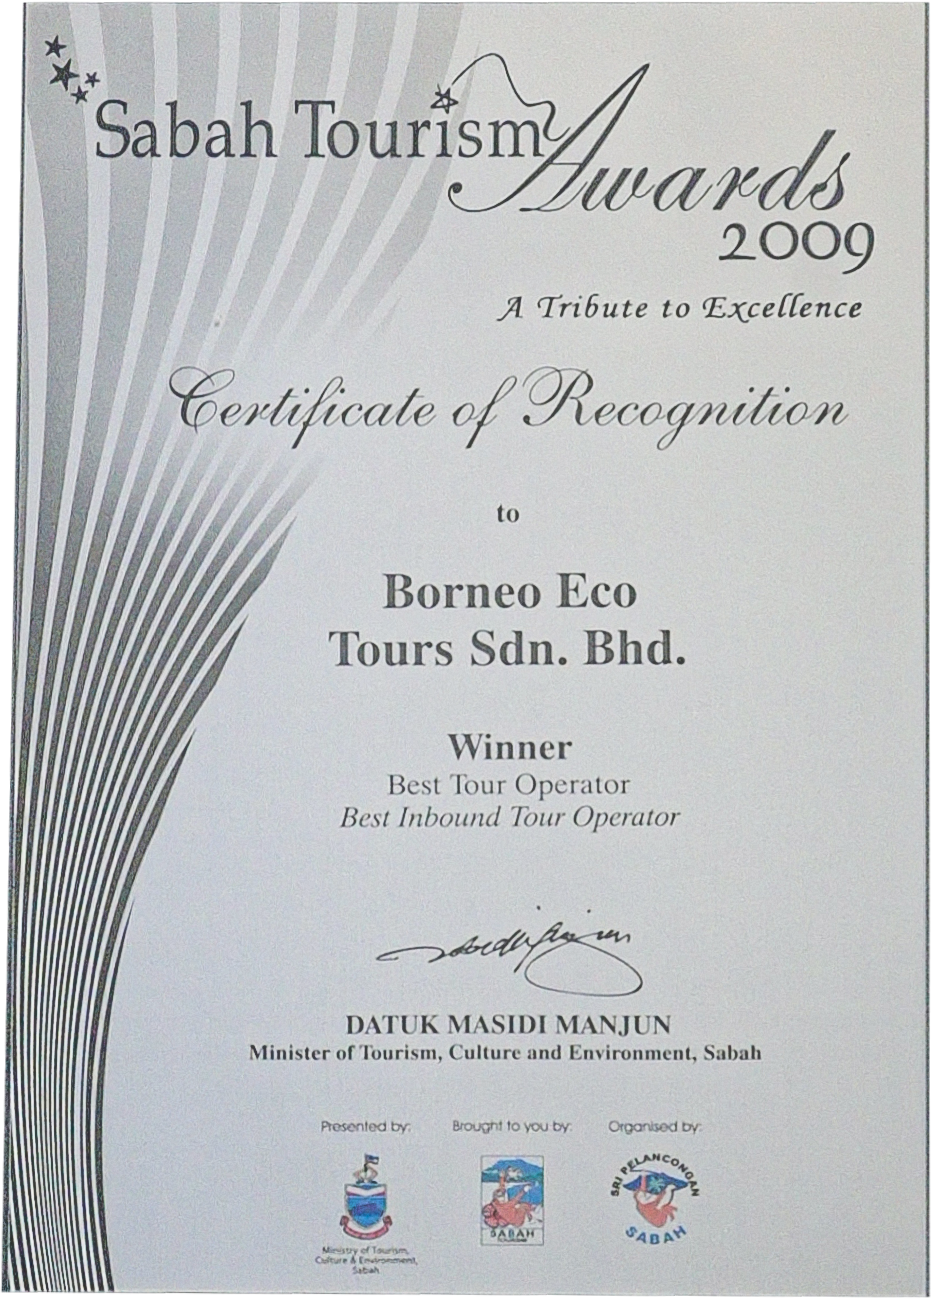 Sabah Tourism Awards
2009
A Tribute to Excellence
Certificate of Recognition
to
Borneo Eco
Tours Sdn. Bhd.
Winner
Best Tour Operator
Best Inbound Tour Operator
DATUK MASIDI MANJUN
Minister of Tourism, Culture and Environment, Sabah
Presented by:
Brought to you by:
Organised by:
Ministry of Tourism,
Culture & Environment,
Sabah
SABAH
TOURISM
SRI PELANCONGAN
SABAH